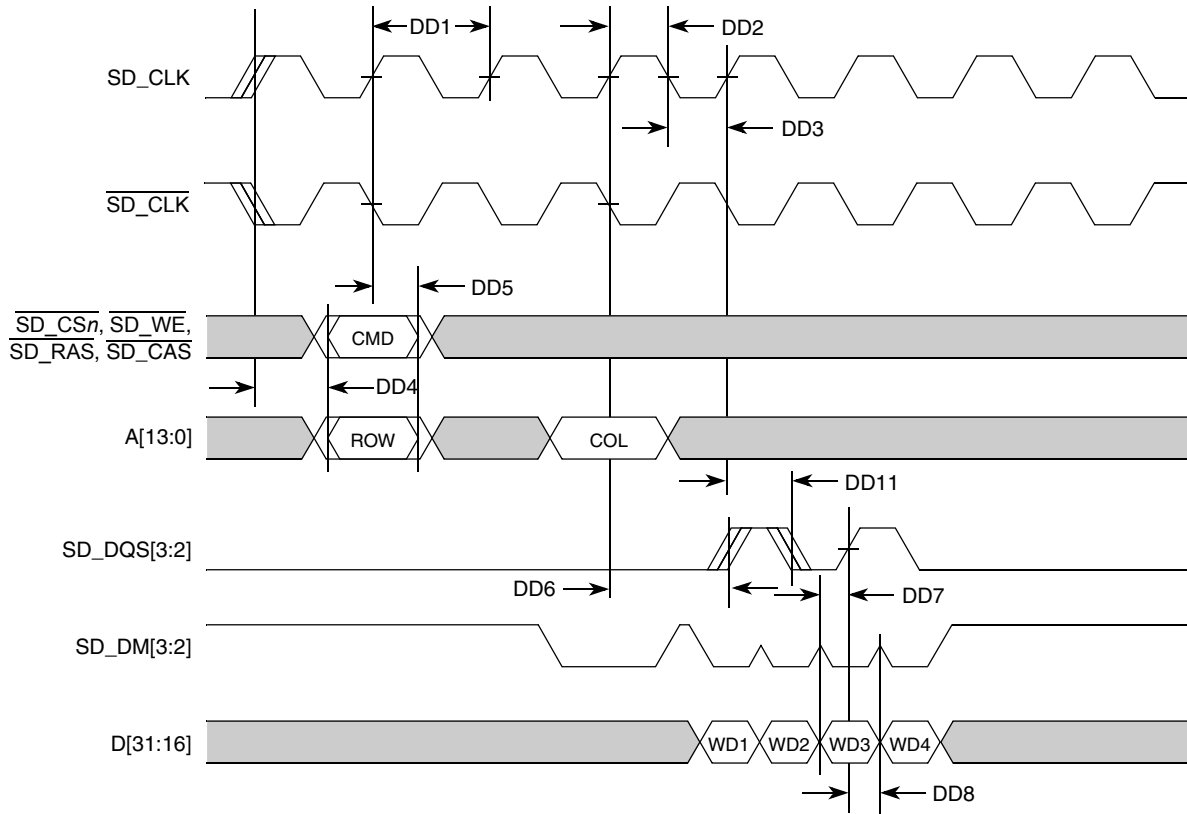 DD1
DD2
SD_CLK
DD3
SD_CLK
DD5
SD_CSn, SD_WE,
SD_RAS, SD_CAS
CMD
DD4
A[13:0]
ROW
COL
DD11
SD_DQS[3:2]
DD6
DD7
SD_DM[3:2]
D[31:16]
WD1
WD2
WD3
WD4
DD8